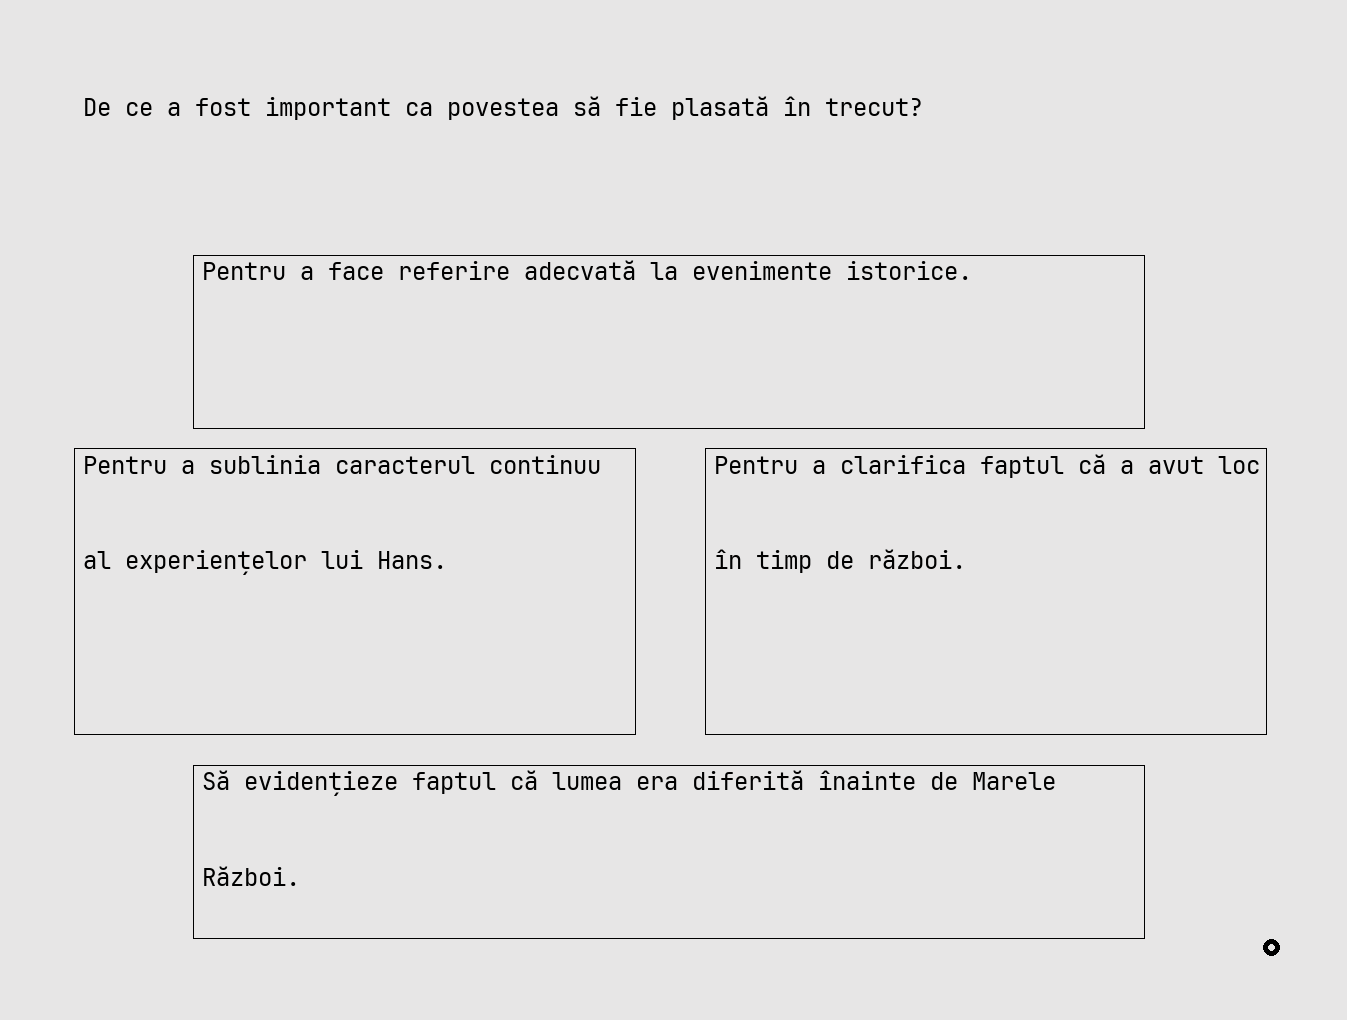 De ce a fost important ca povestea să fie plasată în trecut?
Pentru a face referire adecvată la evenimente istorice.
Pentru a sublinia caracterul continuu
al experiențelor lui Hans.
Pentru a clarifica faptul că a avut loc
în timp de război.
Să evidențieze faptul că lumea era diferită înainte de Marele
Război.